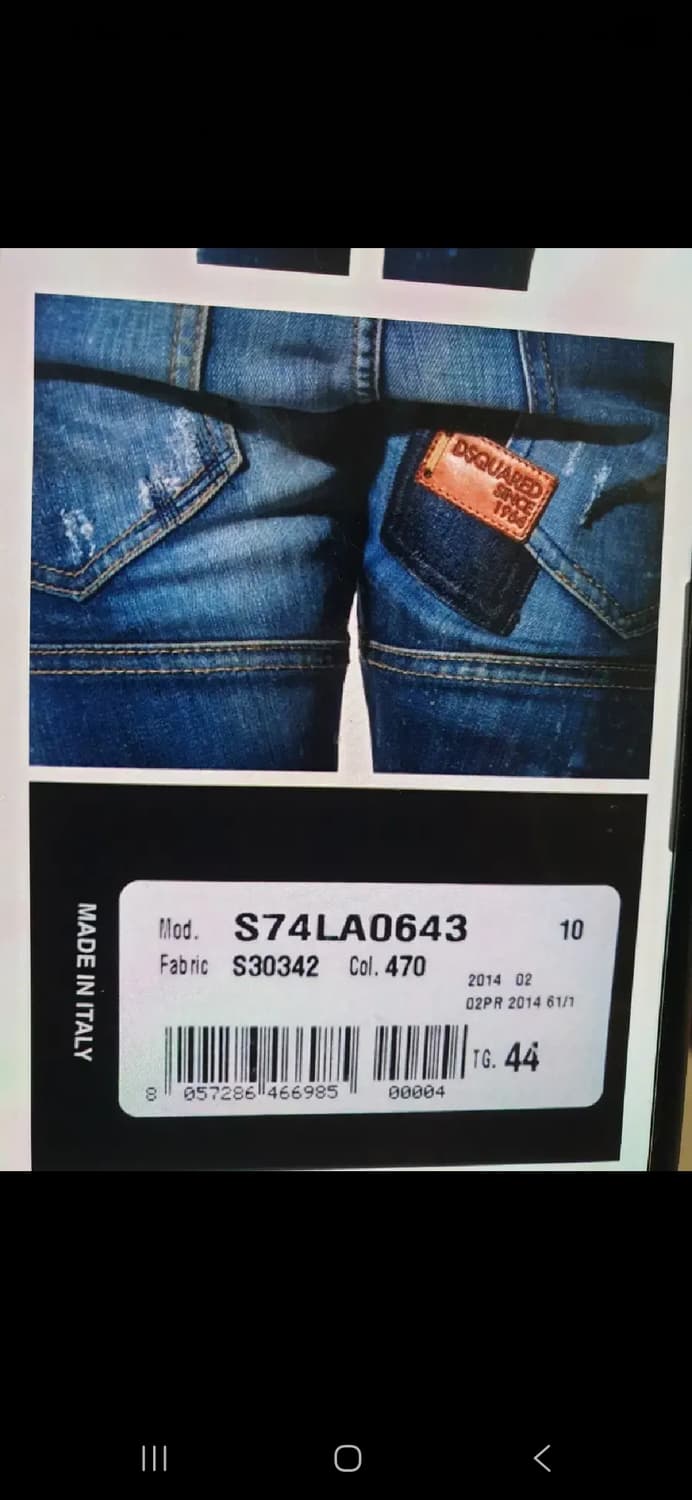 DSQUARED
SINCE
MADE IN ITALY
Mod. S74LA0643 10
Fabric S30342 Col. 470
2014 02
02PR 2014 61/1
TG. 44
8 057286 466985 00004